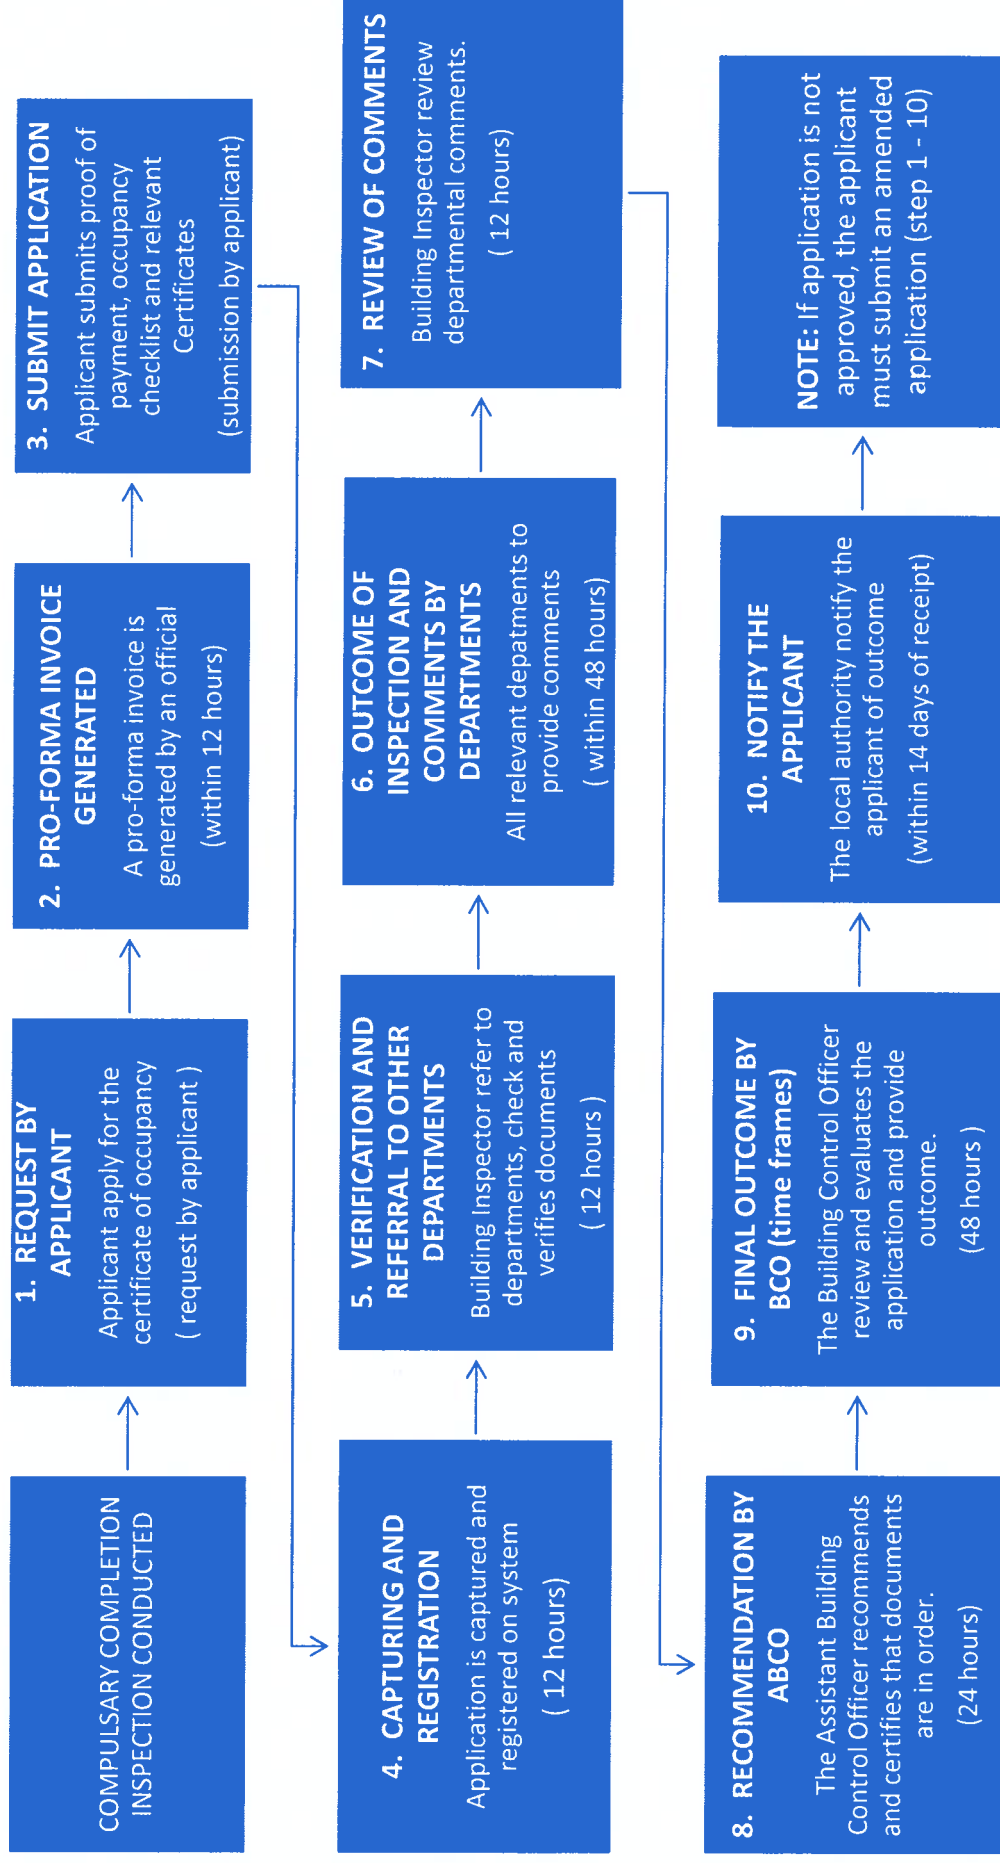 COMPULSARY COMPLETION
INSPECTION CONDUCTED
1. REQUEST BY
APPLICANT
Applicant apply for the
certificate of occupancy
( request by applicant )
2. PRO-FORMA INVOICE
GENERATED
A pro-forma invoice is
generated by an official
(within 12 hours)
3. SUBMIT APPLICATION
Applicant submits proof of
payment, occupancy
checklist and relevant
Certificates
(submission by applicant)
4. CAPTURING AND
REGISTRATION
Application is captured and
registered on system
( 12 hours)
5. VERIFICATION AND
REFERRAL TO OTHER
DEPARTMENTS
Building Inspector refer to
departments, check and
verifies documents
( 12 hours )
6. OUTCOME OF
INSPECTION AND
COMMENTS BY
DEPARTMENTS
All relevant depatments to
provide comments
( within 48 hours)
7. REVIEW OF COMMENTS
Building Inspector review
departmental comments.
( 12 hours)
8. RECOMMENDATION BY
ABCO
The Assistant Building
Control Officer recommends
and certifies that documents
are in order.
(24 hours)
9. FINAL OUTCOME BY
BCO (time frames)
The Building Control Officer
review and evaluates the
application and provide
outcome.
(48 hours )
10. NOTIFY THE
APPLICANT
The local authority notify the
applicant of outcome
(within 14 days of receipt)
NOTE: If application is not
approved, the applicant
must submit an amended
application (step 1 - 10)